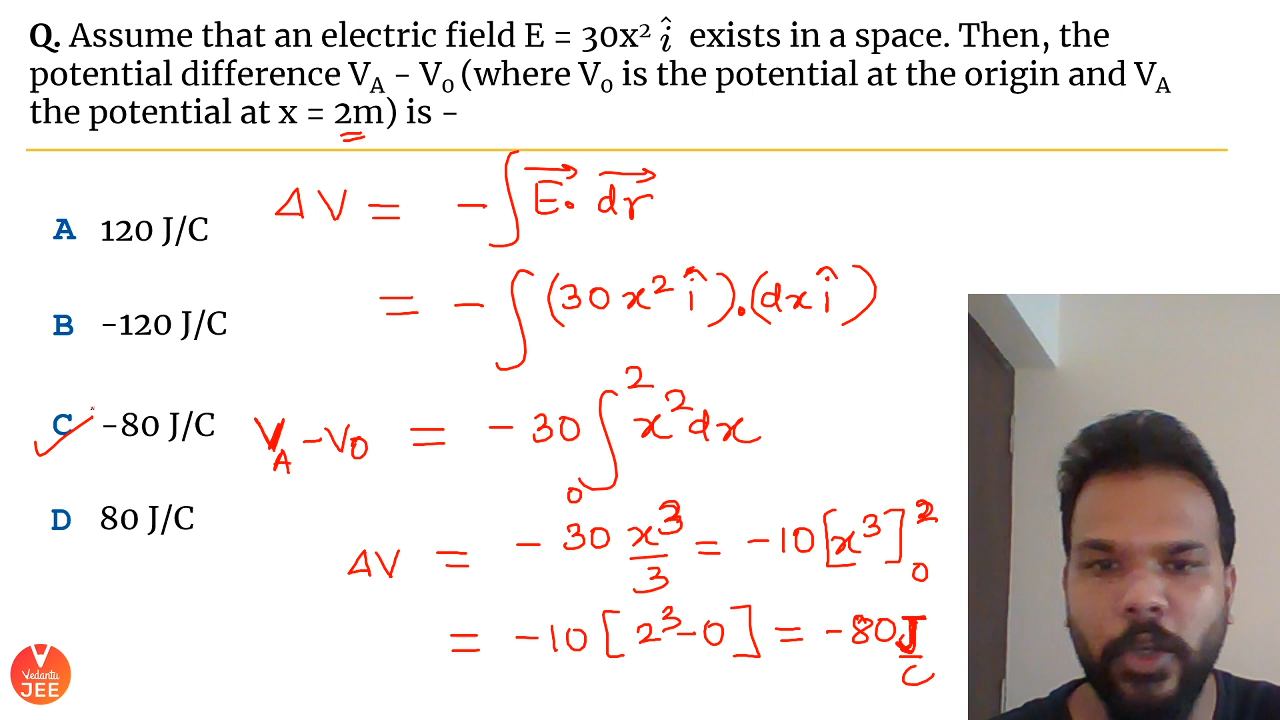 Q. Assume that an electric field E = 30x² î exists in a space. Then, the
potential difference V_A - V_0 (where V_0 is the potential at the origin and V_A
the potential at x = 2m) is -
A 120 J/C
B -120 J/C
C -80 J/C
D 80 J/C
ΔV = -∫E⃗.dr⃗
= -∫(30x² î).(dx î)
V_A - V_0 = -30 ∫₀² x² dx
ΔV = -30 x³/3 = -10[x³]₀²
= -10[2³-0] = -80 J/C
Vedantu
JEE